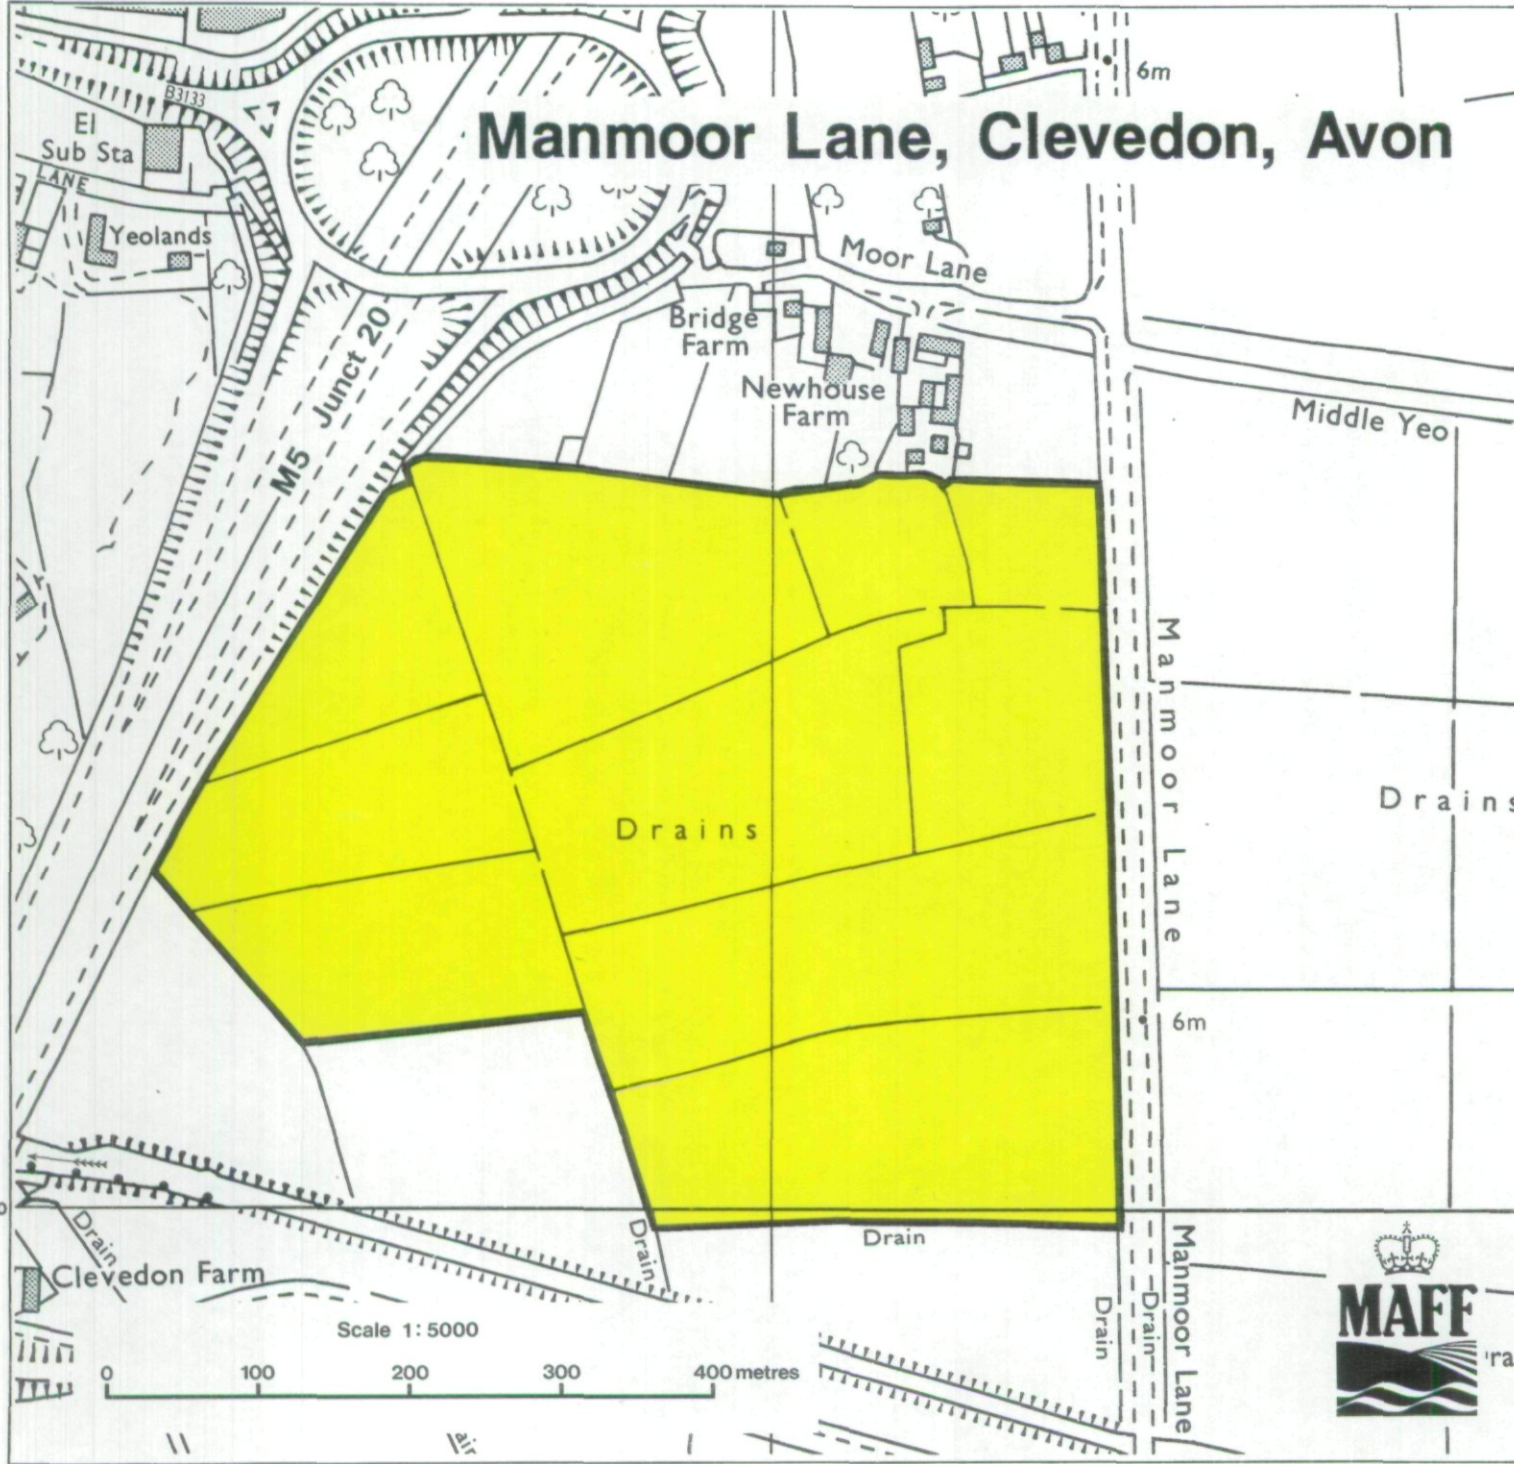 6m
B3133
Manmoor Lane, Clevedon, Avon
El
Sub Sta
LANE
Yeolands
Moor Lane
Bridge
Farm
Junct 20
M5
Newhouse
Farm
Middle Yeo
Manmoor Lane
Drains
Drains
6m
Drain
Drain
Drain
Clevedon Farm
Manmoor Lane
Drain
Drain
MAFF
Scale 1:5000
0 100 200 300 400 metres